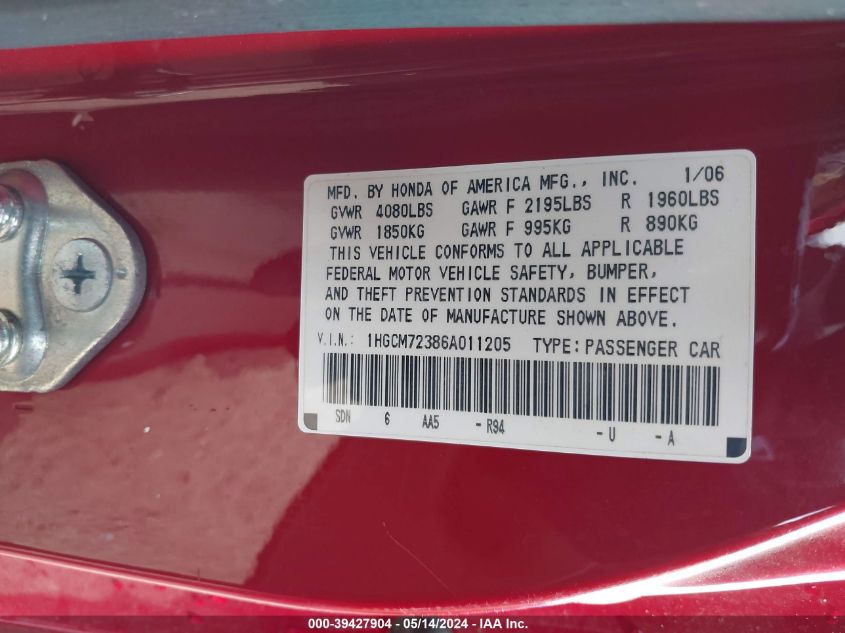 MFD. BY HONDA OF AMERICA MFG., INC. 1/06
GVWR 4080LBS GAWR F 2195LBS R 1960LBS
GVWR 1850KG GAWR F 995KG R 890KG
THIS VEHICLE CONFORMS TO ALL APPLICABLE
FEDERAL MOTOR VEHICLE SAFETY, BUMPER,
AND THEFT PREVENTION STANDARDS IN EFFECT
ON THE DATE OF MANUFACTURE SHOWN ABOVE.
V.I.N.: 1HGCM72386A011205 TYPE: PASSENGER CAR
SDN 6 AA5 - R94 - U - A
000-39427904 - 05/14/2024 - IAA Inc.